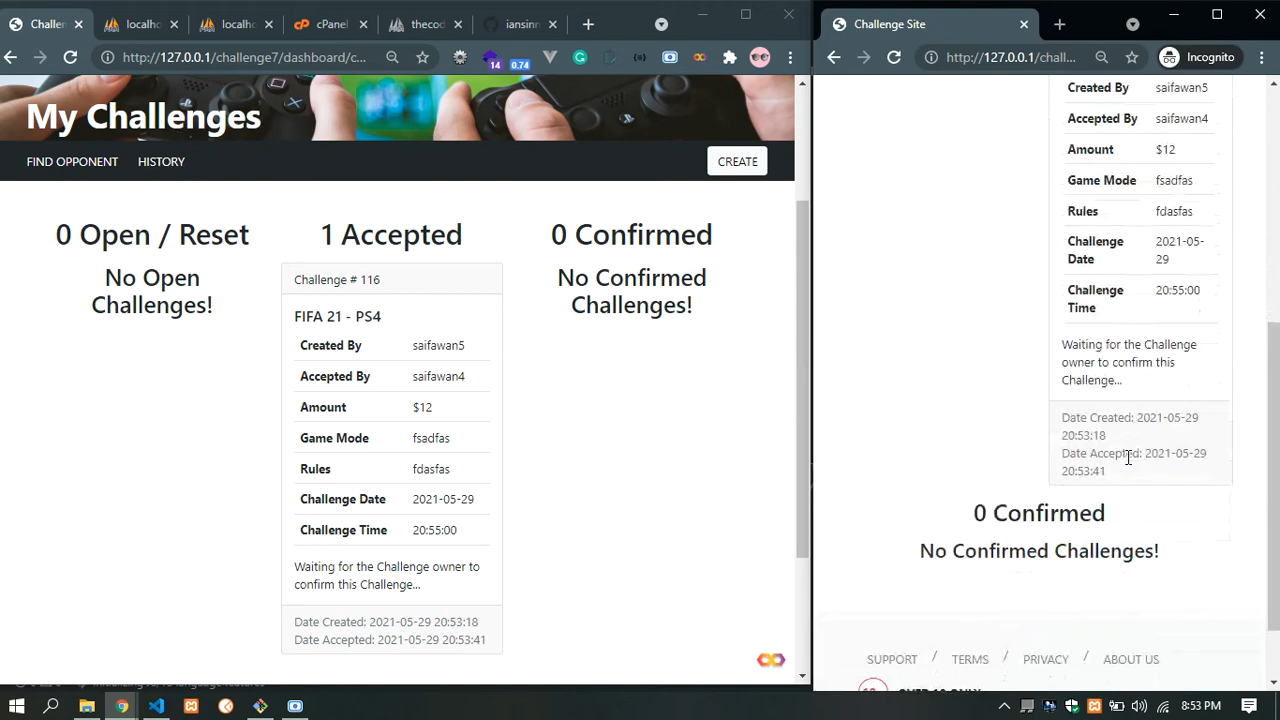 Challen
localho
localho
cPanel
thecod
iansinn
http://127.0.0.1/challenge7/dashboard/c...
14
0.74
My Challenges
FIND OPPONENT
HISTORY
CREATE
0 Open / Reset
No Open
Challenges!
1 Accepted
Challenge # 116
FIFA 21 - PS4
Created By saifawan5
Accepted By saifawan4
Amount $12
Game Mode fsadfas
Rules fdasfas
Challenge Date 2021-05-29
Challenge Time 20:55:00
Waiting for the Challenge owner to
confirm this Challenge...
Date Created: 2021-05-29 20:53:18
Date Accepted: 2021-05-29 20:53:41
0 Confirmed
No Confirmed
Challenges!
Challenge Site
http://127.0.0.1/chall...
Incognito
Created By saifawan5
Accepted By saifawan4
Amount $12
Game Mode fsadfas
Rules fdasfas
Challenge 2021-05-
Date 29
Challenge 20:55:00
Time
Waiting for the Challenge
owner to confirm this
Challenge...
Date Created: 2021-05-29
20:53:18
Date Accepted: 2021-05-29
20:53:41
0 Confirmed
No Confirmed Challenges!
SUPPORT / TERMS / PRIVACY / ABOUT US
8:53 PM